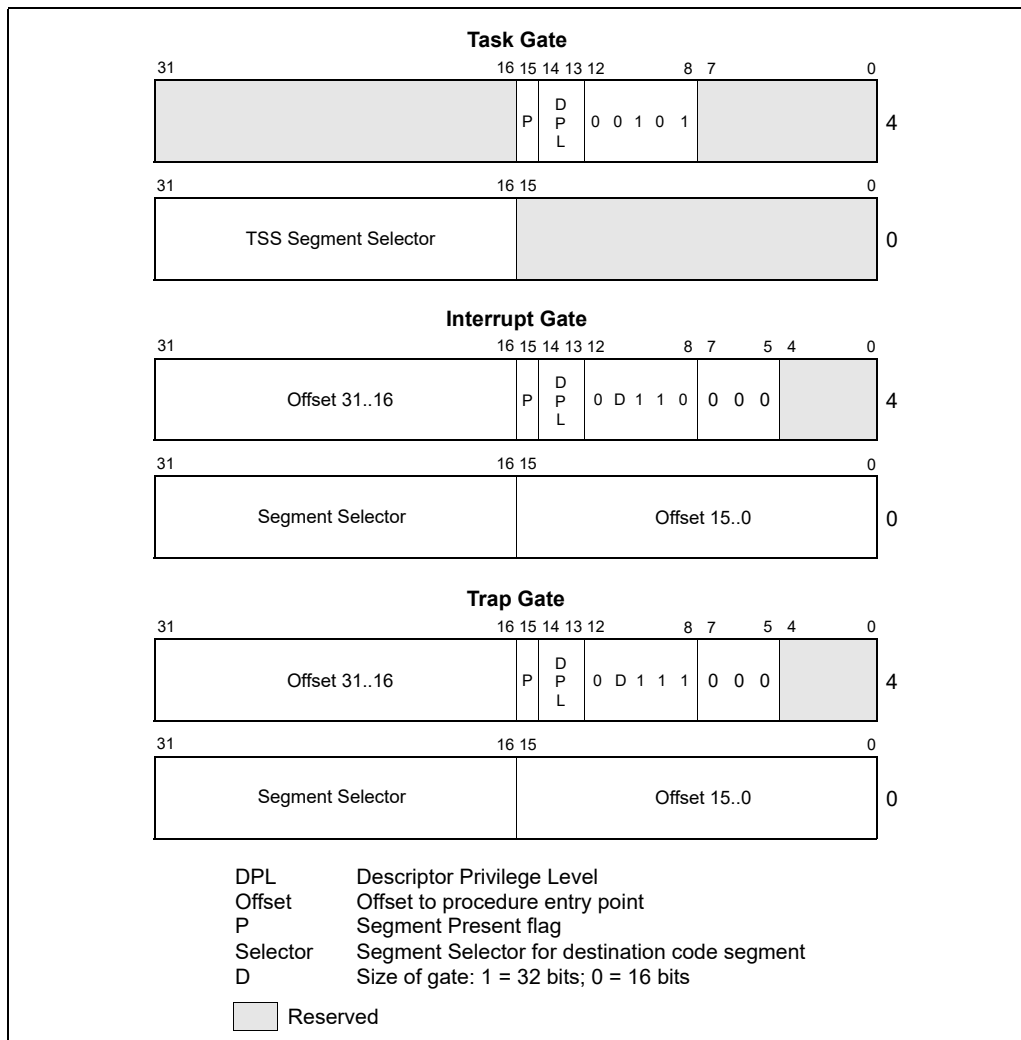 Task Gate
31 16 15 14 13 12 8 7 0
P D P L 0 0 1 0 1 4
31 16 15 0
TSS Segment Selector 0
Interrupt Gate
31 16 15 14 13 12 8 7 5 4 0
Offset 31..16 P D P L 0 D 1 1 0 0 0 0 4
31 16 15 0
Segment Selector Offset 15..0 0
Trap Gate
31 16 15 14 13 12 8 7 5 4 0
Offset 31..16 P D P L 0 D 1 1 1 0 0 0 4
31 16 15 0
Segment Selector Offset 15..0 0
DPL Descriptor Privilege Level
Offset Offset to procedure entry point
P Segment Present flag
Selector Segment Selector for destination code segment
D Size of gate: 1 = 32 bits; 0 = 16 bits
Reserved